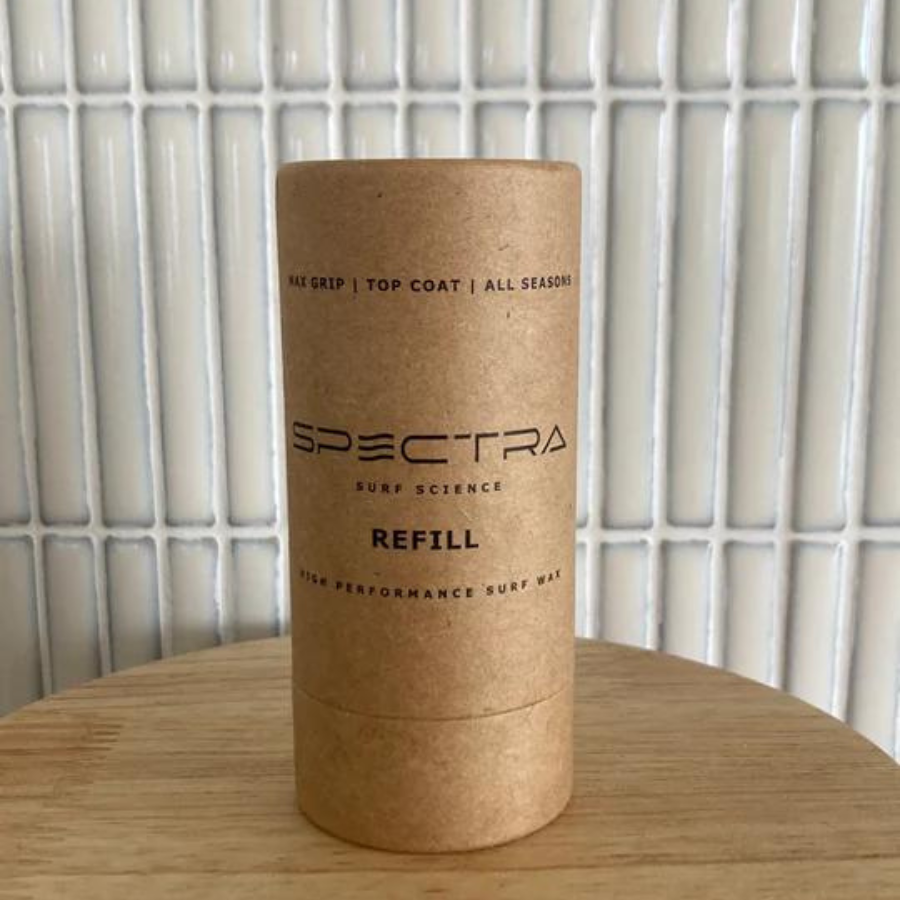 MAX GRIP | TOP COAT | ALL SEASONS
SPECTRA
SURF SCIENCE
REFILL
HIGH PERFORMANCE SURF WAX